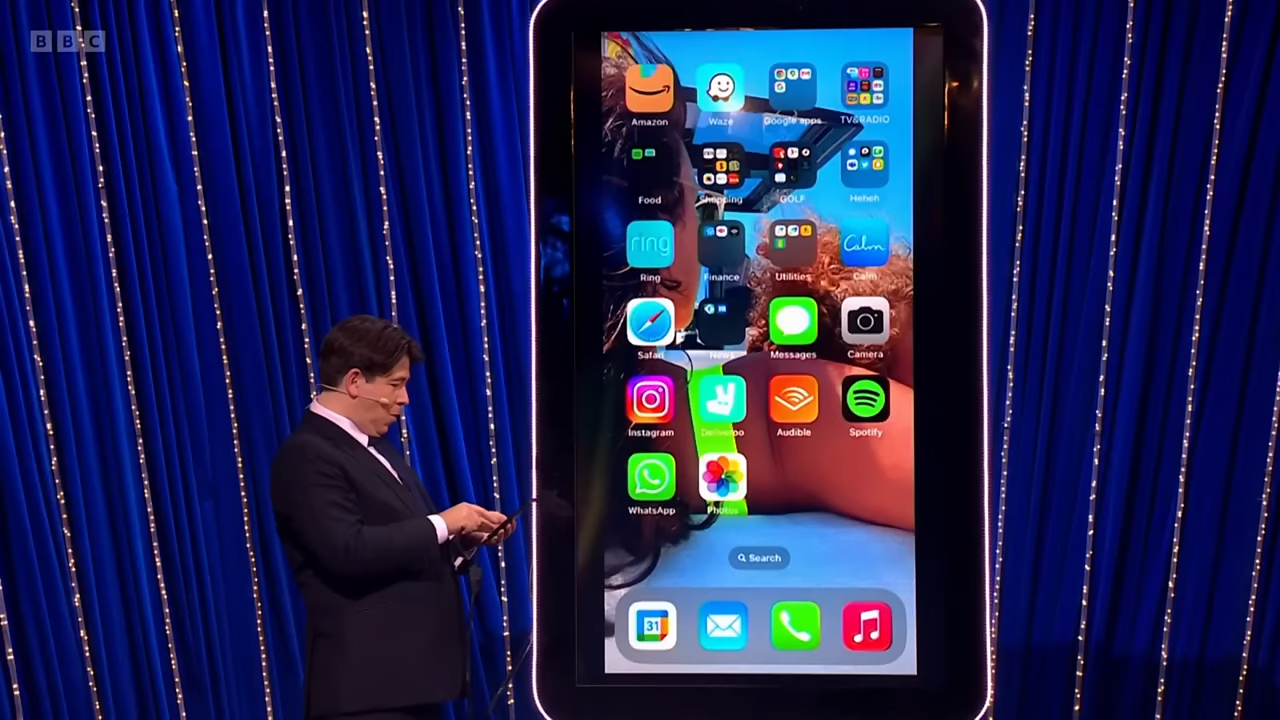 BBC
Amazon
Waze
Google apps
TV&RADIO
Food
Shopping
GOLF
Heheh
ring
Calm
Ring
Finance
Utilities
Calm
Safari
News
Messages
Camera
Instagram
Deliveroo
Audible
Spotify
WhatsApp
Photos
Search
31